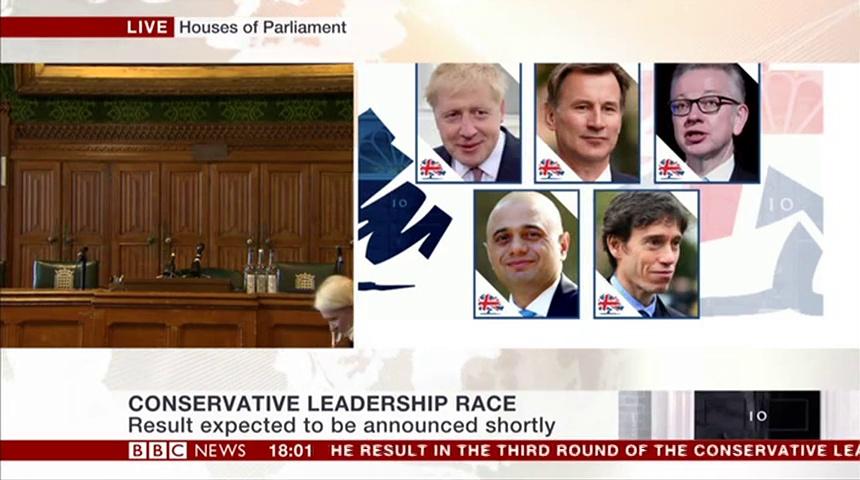 LIVE Houses of Parliament
10
10
CONSERVATIVE LEADERSHIP RACE
Result expected to be announced shortly
10
BBC NEWS 18:01 HE RESULT IN THE THIRD ROUND OF THE CONSERVATIVE LEA